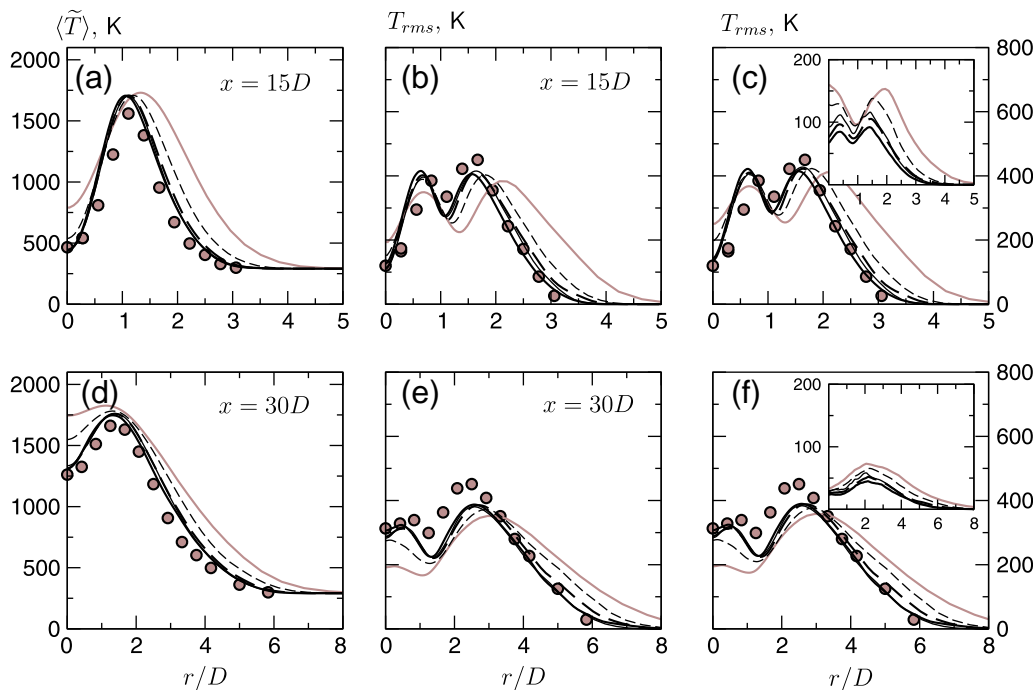 ⟨T̃⟩, K
T_rms, K
T_rms, K
(a)
x = 15D
(b)
x = 15D
(c)
2000
1500
1000
500
0
0 1 2 3 4 5
0 1 2 3 4 5
0 1 2 3 4 5
800
600
400
200
0
200
100
1 2 3 4 5
(d)
x = 30D
(e)
x = 30D
(f)
2000
1500
1000
500
0
0 2 4 6 8
0 2 4 6 8
0 2 4 6 8
800
600
400
200
0
200
100
2 4 6 8
r/D
r/D
r/D